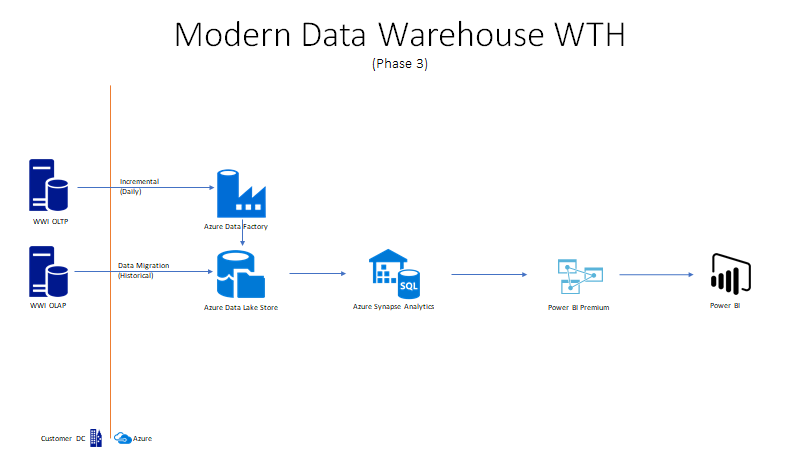 Modern Data Warehouse WTH
(Phase 3)
Incremental
(Daily)
WWI OLTP
Azure Data Factory
Data Migration
(Historical)
SQL
WWI OLAP
Azure Data Lake Store
Azure Synapse Analytics
Power BI Premium
Power BI
Customer DC
Azure